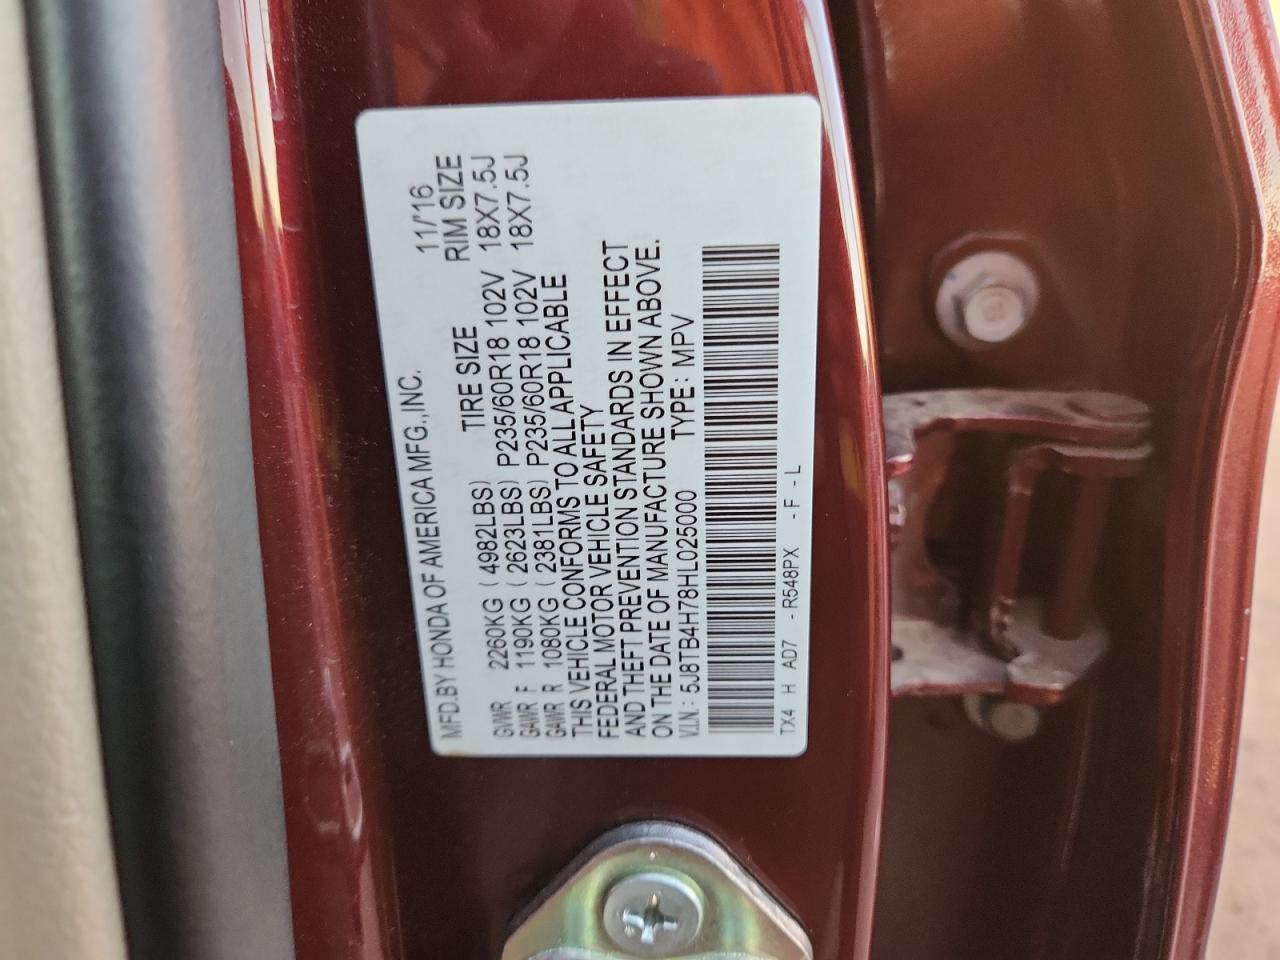 MFD.BY HONDA OF AMERICA MFG.,INC. 11/'16
TIRE SIZE RIM SIZE
GVWR 2260KG ( 4982LBS)
GAWR F 1190KG ( 2623LBS) P235/60R18 102V 18X7.5J
GAWR R 1080KG ( 2381LBS) P235/60R18 102V 18X7.5J
THIS VEHICLE CONFORMS TO ALL APPLICABLE
FEDERAL MOTOR VEHICLE SAFETY
AND THEFT PREVENTION STANDARDS IN EFFECT
ON THE DATE OF MANUFACTURE SHOWN ABOVE.
V.I.N: 5J8TB4H78HL025000 TYPE: MPV
TX4 H AD7 - R548PX - F - L